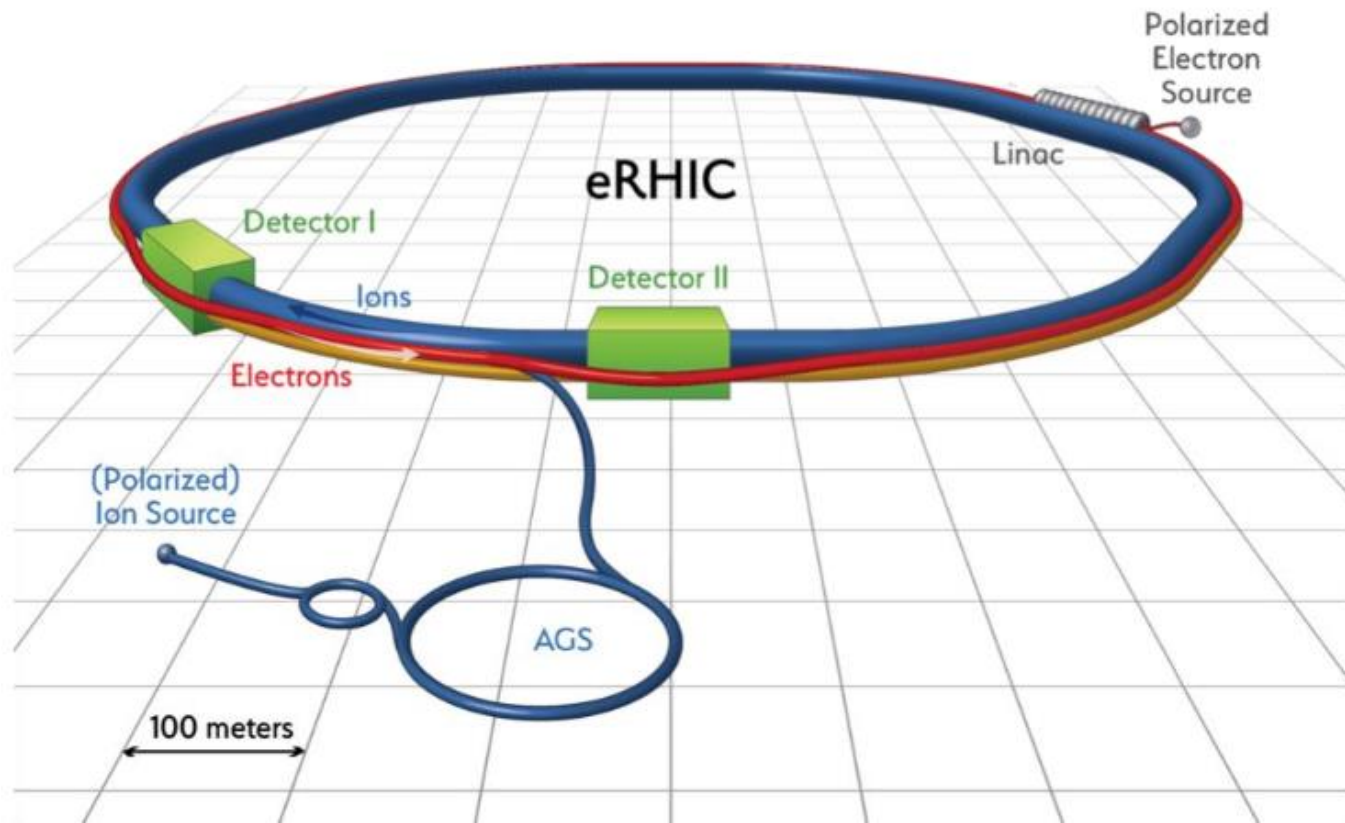 Polarized
Electron
Source
Linac
eRHIC
Detector I
Detector II
Ions
Electrons
(Polarized)
Ion Source
AGS
100 meters